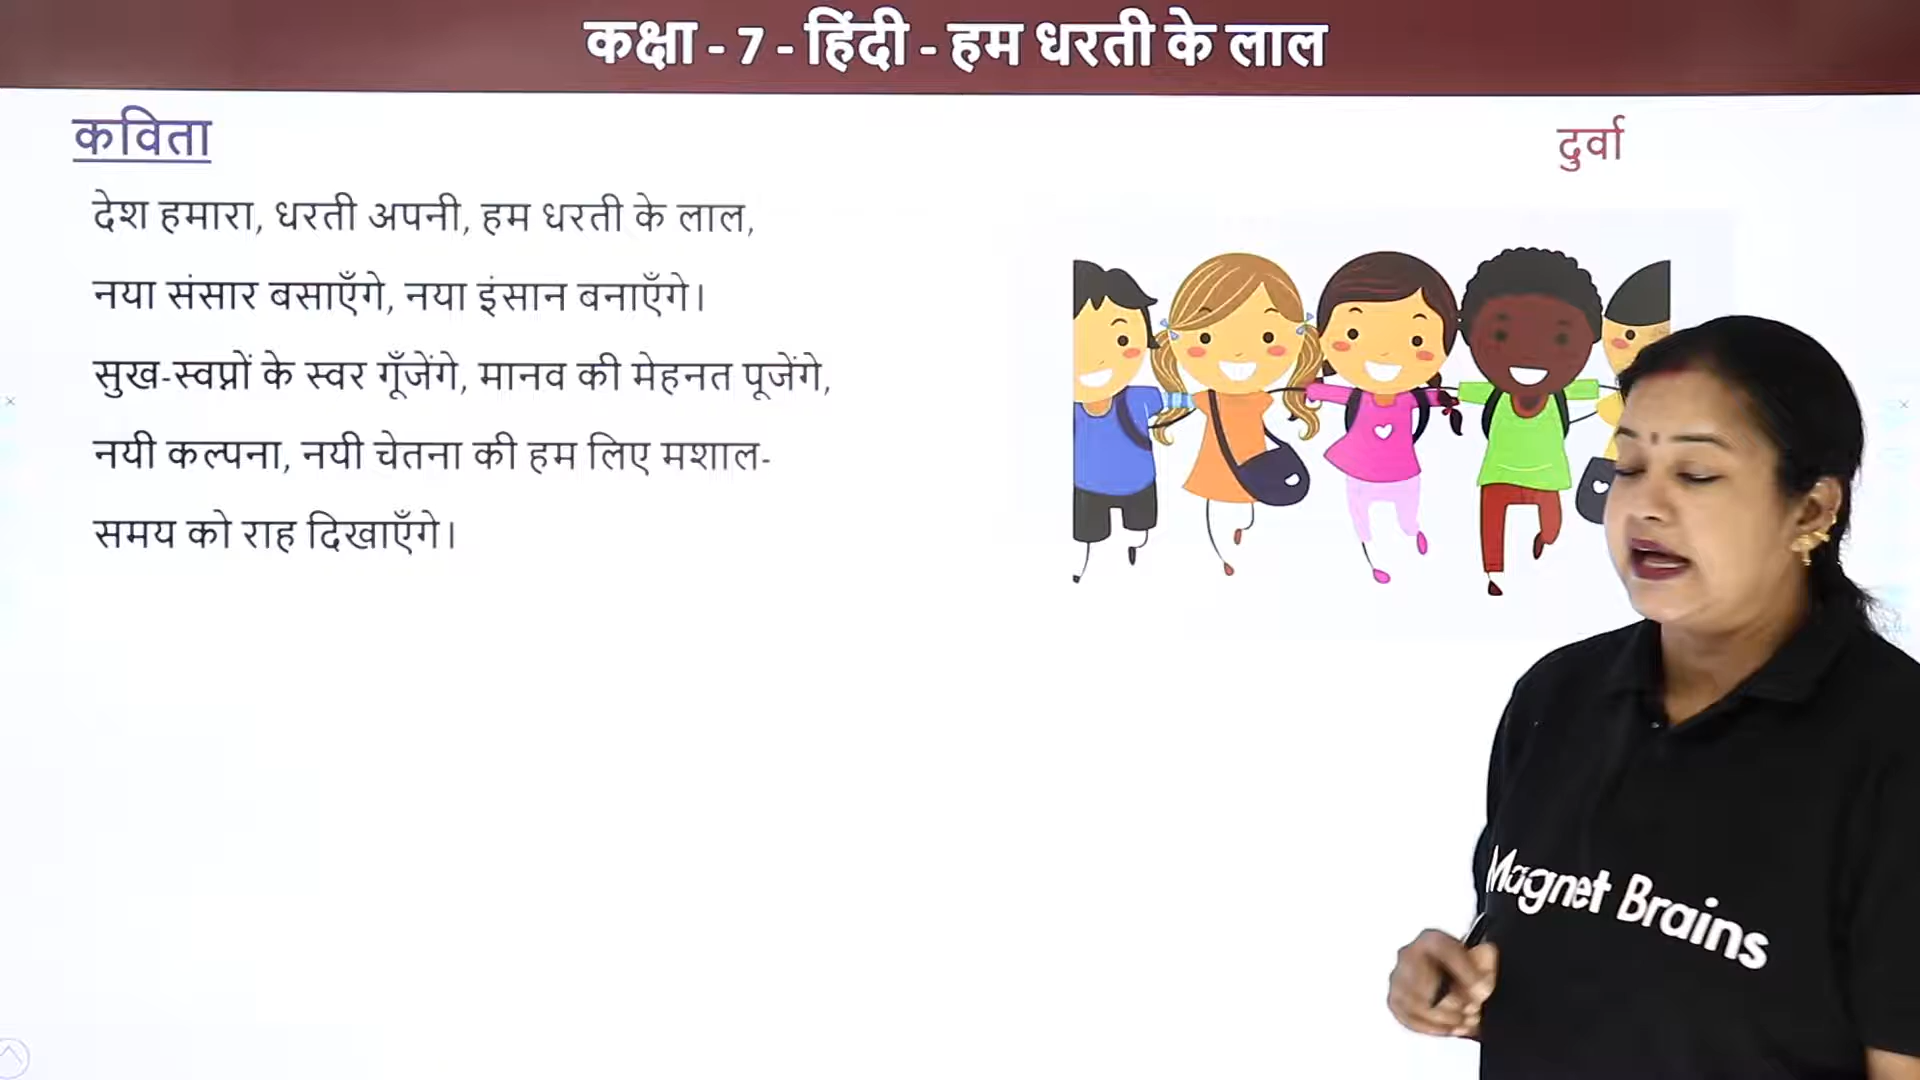 कक्षा - 7 - हिंदी - हम धरती के लाल
कविता
दुर्वा
देश हमारा, धरती अपनी, हम धरती के लाल,
नया संसार बसाएँगे, नया इंसान बनाएँगे।
सुख-स्वप्नों के स्वर गूँजेंगे, मानव की मेहनत पूजेंगे,
नयी कल्पना, नयी चेतना की हम लिए मशाल-
समय को राह दिखाएँगे।
Magnet Brains